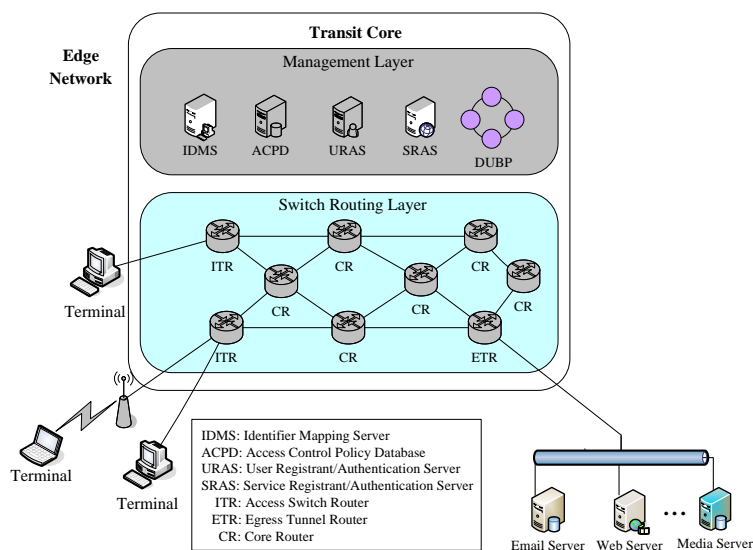 Transit Core
Edge
Network
Management Layer
IDMS
ACPD
URAS
SRAS
DUBP
Switch Routing Layer
ITR
CR
CR
CR
CR
CR
ITR
CR
ETR
Terminal
Terminal
Terminal
IDMS: Identifier Mapping Server
ACPD: Access Control Policy Database
URAS: User Registrant/Authentication Server
SRAS: Service Registrant/Authentication Server
ITR: Access Switch Router
ETR: Egress Tunnel Router
CR: Core Router
Email Server
Web Server
Media Server